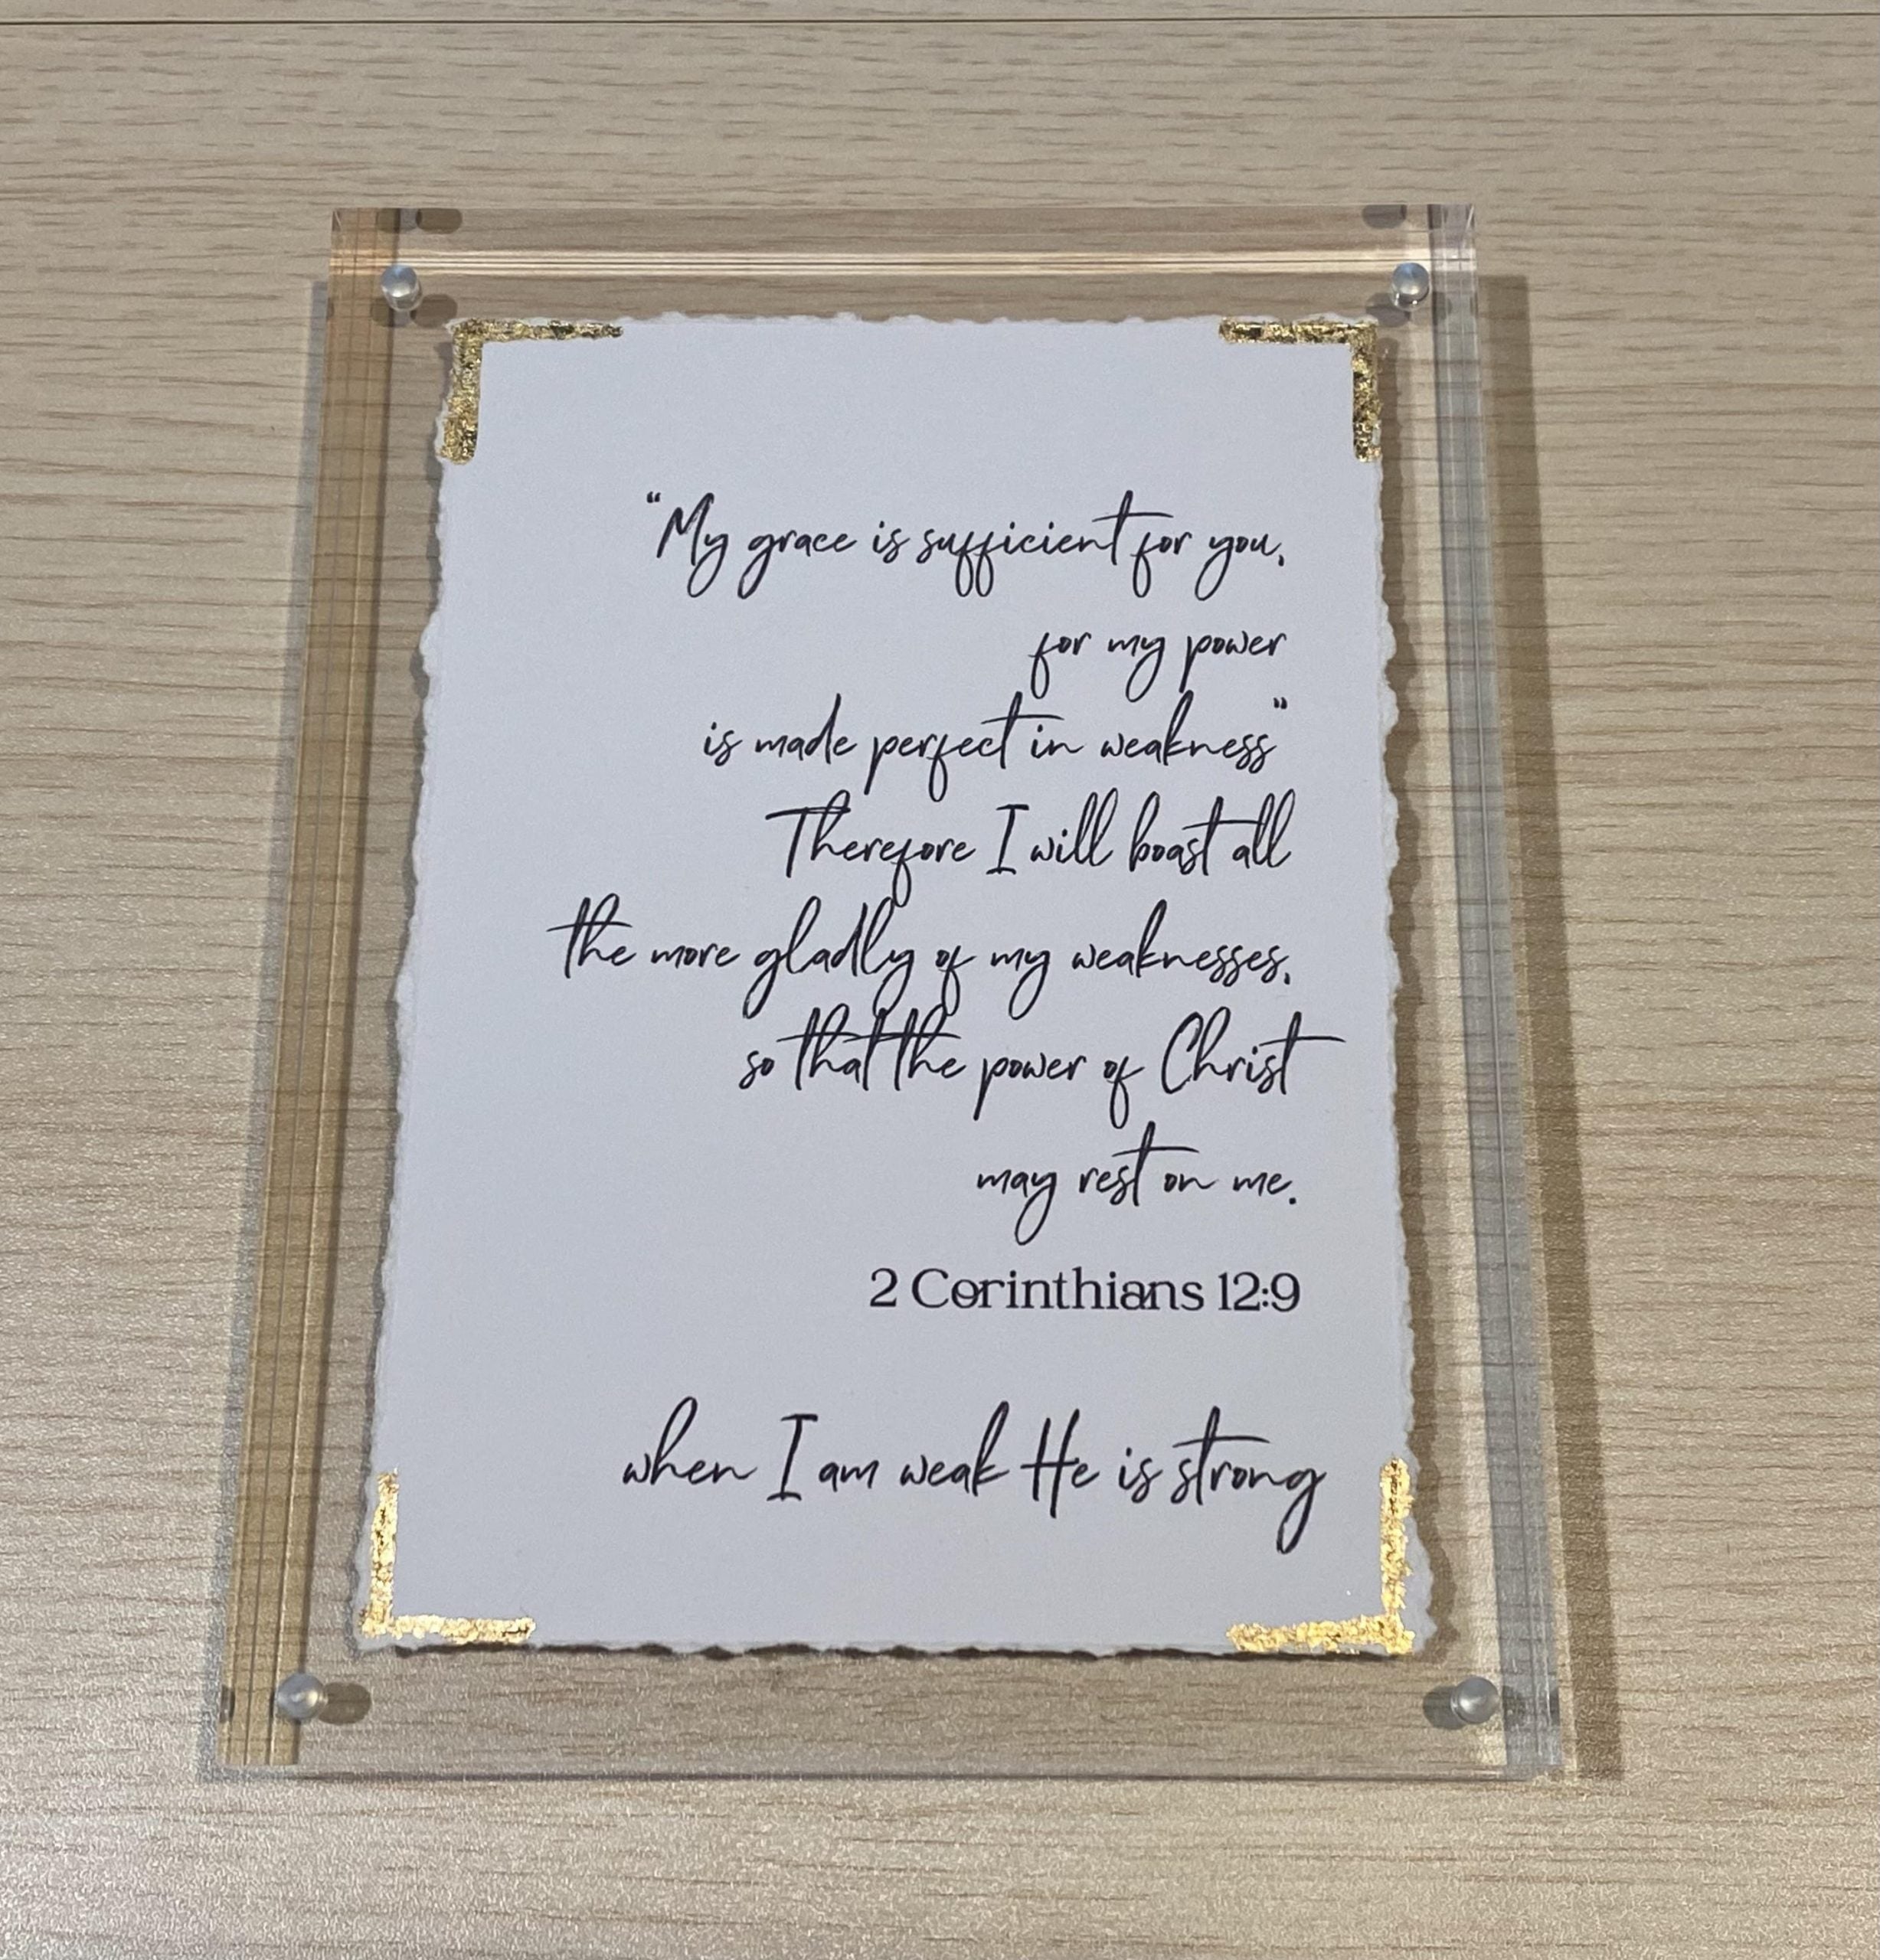 “My grace is sufficient for you,
for my power
is made perfect in weakness”
Therefore I will boast all
the more gladly of my weaknesses,
so that the power of Christ
may rest on me.
2 Corinthians 12:9
when I am weak He is strong